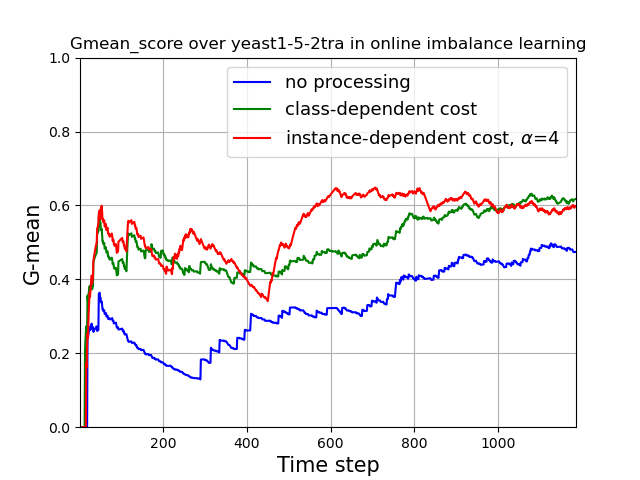 Gmean_score over yeast1-5-2tra in online imbalance learning
no processing
class-dependent cost
instance-dependent cost, α=4
G-mean
1.0
0.8
0.6
0.4
0.2
0.0
200 400 600 800 1000
Time step